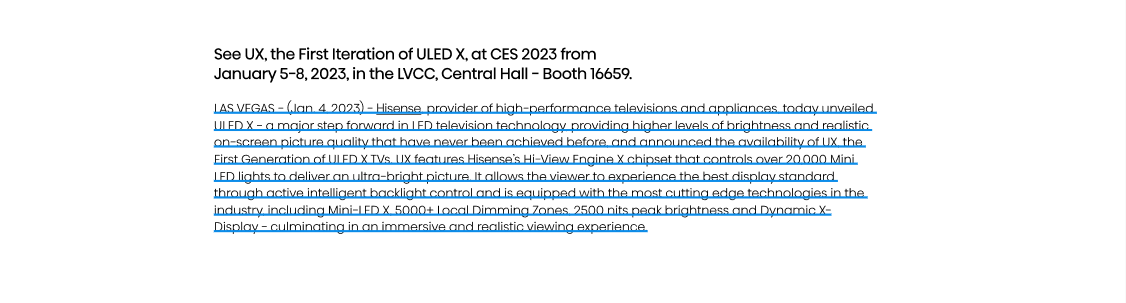 See UX, the First Iteration of ULED X, at CES 2023 from
January 5-8, 2023, in the LVCC, Central Hall - Booth 16659.
LAS VEGAS - (Jan. 4, 2023) - Hisense, provider of high-performance televisions and appliances, today unveiled
ULED X - a major step forward in LED television technology, providing higher levels of brightness and realistic
on-screen picture quality that have never been achieved before, and announced the availability of UX, the
First Generation of ULED X TVs. UX features Hisense's Hi-View Engine X chipset that controls over 20,000 Mini
LED lights to deliver an ultra-bright picture. It allows the viewer to experience the best display standard
through active intelligent backlight control and is equipped with the most cutting edge technologies in the
industry, including Mini-LED X, 5000+ Local Dimming Zones, 2500 nits peak brightness and Dynamic X-
Display - culminating in an immersive and realistic viewing experience.